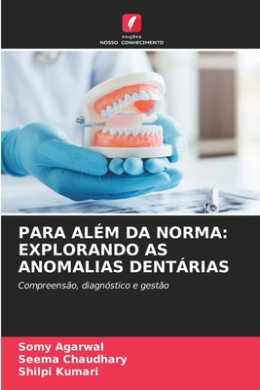 edições
NOSSO CONHECIMENTO
PARA ALÉM DA NORMA:
EXPLORANDO AS
ANOMALIAS DENTÁRIAS
Compreensão, diagnóstico e gestão
Somy Agarwal
Seema Chaudhary
Shilpi Kumari